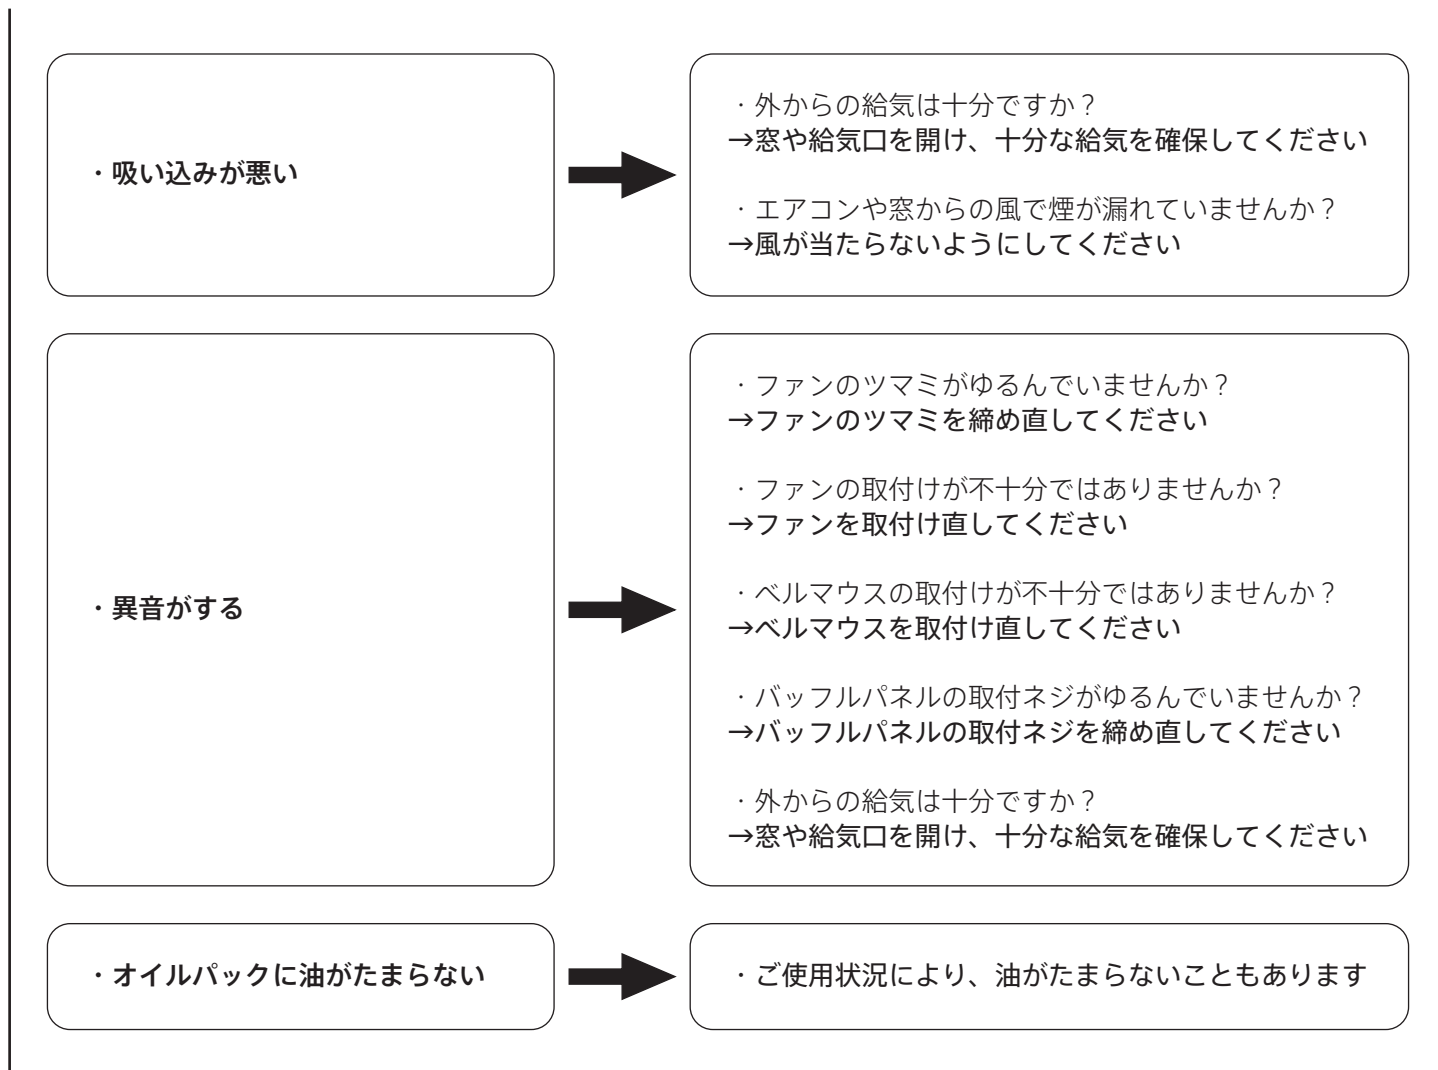 ・吸い込みが悪い
・外からの給気は十分ですか？
→窓や給気口を開け、十分な給気を確保してください
・エアコンや窓からの風で煙が漏れていませんか？
→風が当たらないようにしてください
・異音がする
・ファンのツマミがゆるんでいませんか？
→ファンのツマミを締め直してください
・ファンの取付けが不十分ではありませんか？
→ファンを取付け直してください
・ベルマウスの取付けが不十分ではありませんか？
→ベルマウスを取付け直してください
・バッフルパネルの取付ネジがゆるんでいませんか？
→バッフルパネルの取付ネジを締め直してください
・外からの給気は十分ですか？
→窓や給気口を開け、十分な給気を確保してください
・オイルパックに油がたまらない
・ご使用状況により、油がたまらないこともあります